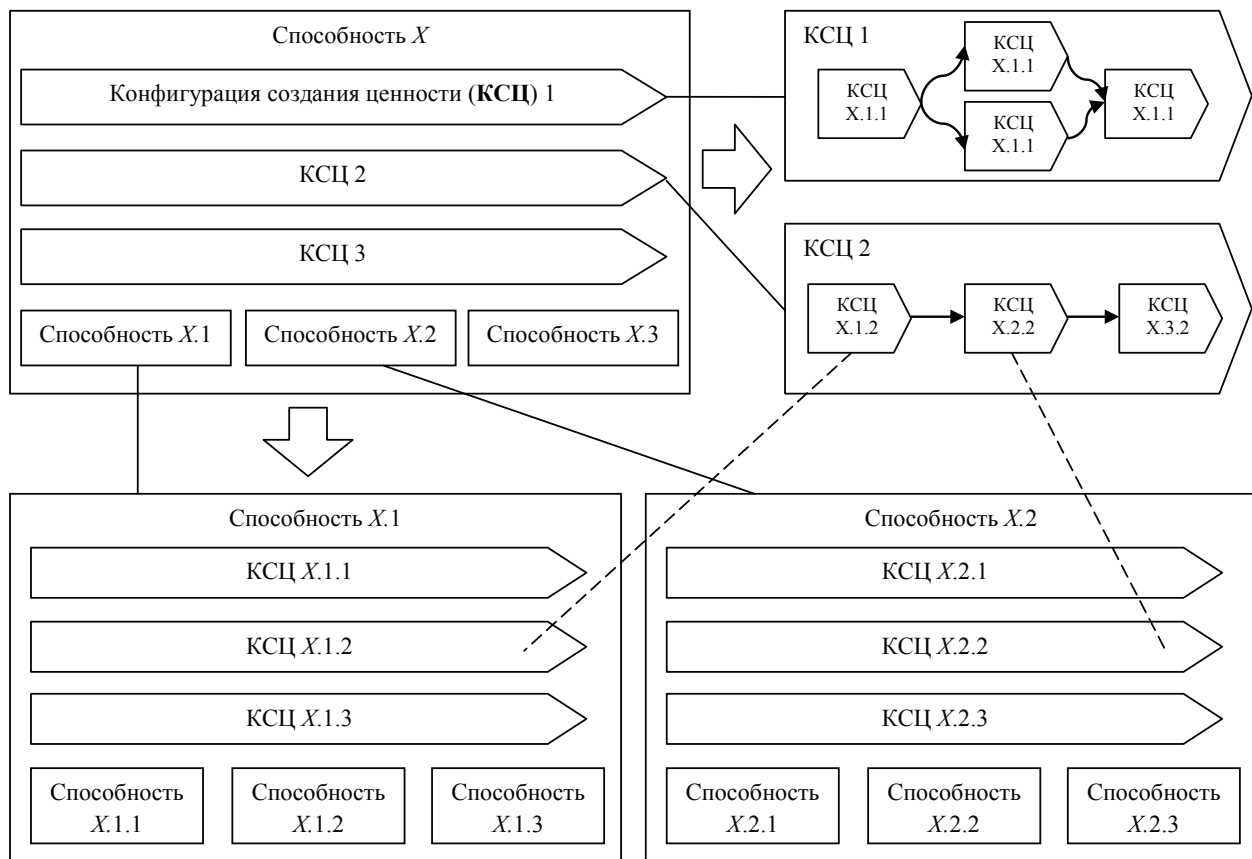 Способность X
Конфигурация создания ценности (КСЦ) 1
КСЦ 2
КСЦ 3
Способность X.1
Способность X.2
Способность X.3
КСЦ 1
КСЦ
X.1.1
КСЦ
X.1.1
КСЦ
X.1.1
КСЦ
X.1.1
КСЦ 2
КСЦ
X.1.2
КСЦ
X.2.2
КСЦ
X.3.2
Способность X.1
КСЦ X.1.1
КСЦ X.1.2
КСЦ X.1.3
Способность
X.1.1
Способность
X.1.2
Способность
X.1.3
Способность X.2
КСЦ X.2.1
КСЦ X.2.2
КСЦ X.2.3
Способность
X.2.1
Способность
X.2.2
Способность
X.2.3